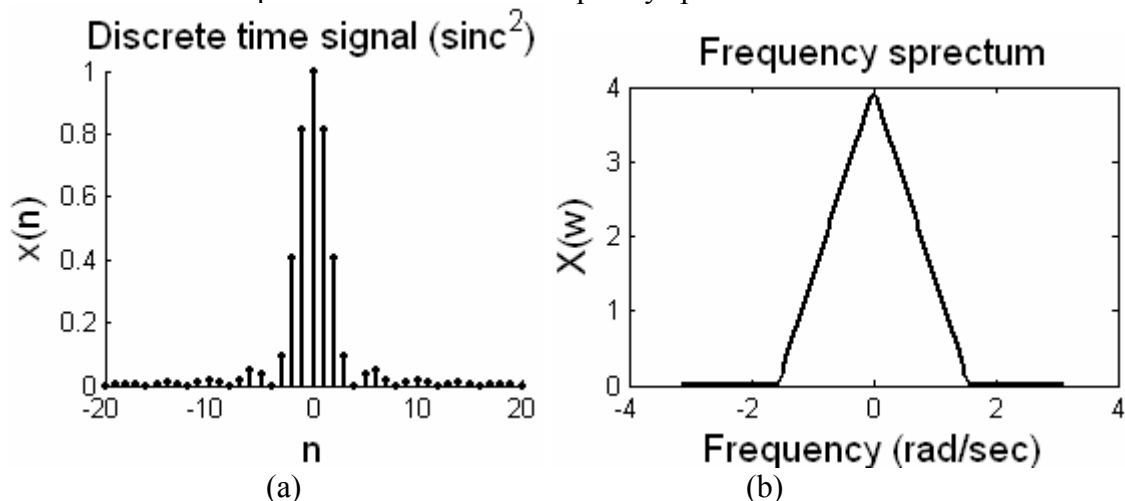 Discrete time signal (sinc²)
1
0.8
0.6
0.4
0.2
0
x(n)
-20 -10 0 10 20
n
(a)
Frequency sprectum
4
3
2
1
0
X(w)
-4 -2 0 2 4
Frequency (rad/sec)
(b)